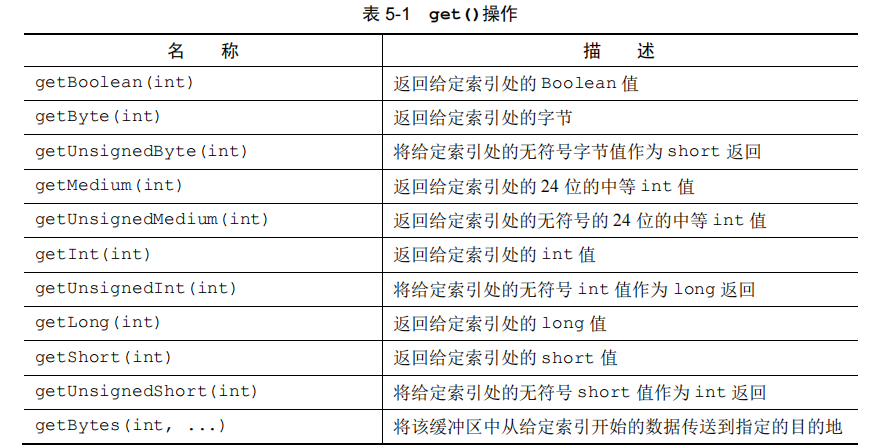 表 5-1 get()操作
名 称 描 述
getBoolean(int) 返回给定索引处的 Boolean 值
getByte(int) 返回给定索引处的字节
getUnsignedByte(int) 将给定索引处的无符号字节值作为 short 返回
getMedium(int) 返回给定索引处的 24 位的中等 int 值
getUnsignedMedium(int) 返回给定索引处的无符号的 24 位的中等 int 值
getInt(int) 返回给定索引处的 int 值
getUnsignedInt(int) 将给定索引处的无符号 int 值作为 long 返回
getLong(int) 返回给定索引处的 long 值
getShort(int) 返回给定索引处的 short 值
getUnsignedShort(int) 将给定索引处的无符号 short 值作为 int 返回
getBytes(int, ...) 将该缓冲区中从给定索引开始的数据传送到指定的目的地